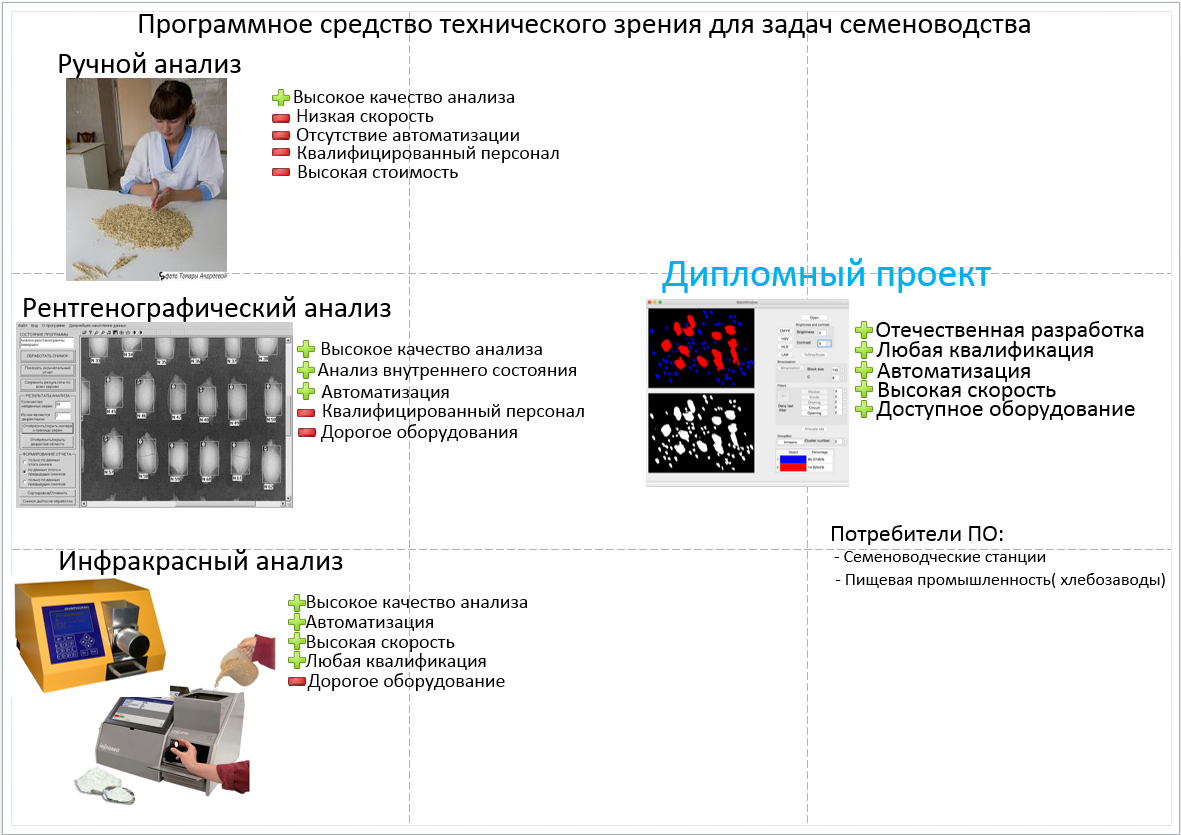 Программное средство технического зрения для задач семеноводства
Ручной анализ
Высокое качество анализа
Низкая скорость
Отсутствие автоматизации
Квалифицированный персонал
Высокая стоимость
фото Тамары Андреевой
Рентгенографический анализ
Высокое качество анализа
Анализ внутреннего состояния
Автоматизация
Квалифицированный персонал
Дорогое оборудования
Дипломный проект
Отечественная разработка
Любая квалификация
Автоматизация
Высокая скорость
Доступное оборудование
Потребители ПО:
- Семеноводческие станции
- Пищевая промышленность( хлебозаводы)
Инфракрасный анализ
Высокое качество анализа
Автоматизация
Высокая скорость
Любая квалификация
Дорогое оборудование